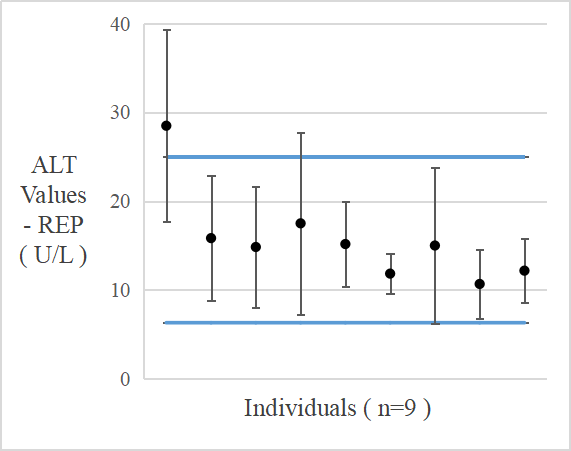 40
30
20
10
0
ALT
Values
- REP
( U/L )
Individuals ( n=9 )